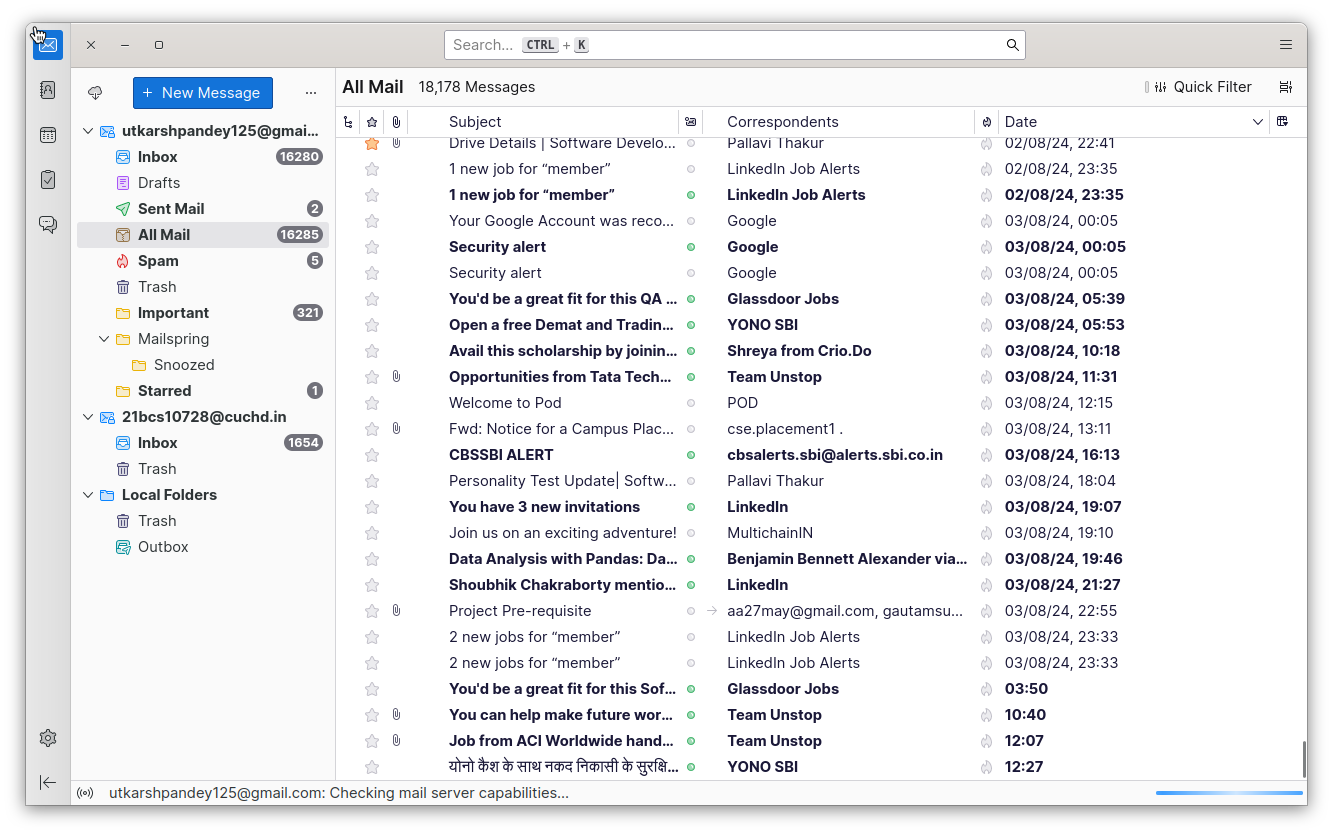 Search... CTRL + K
+ New Message ...
utkarshpandey125@gmai...
Inbox 16280
Drafts
Sent Mail 2
All Mail 16285
Spam 5
Trash
Important 321
Mailspring
Snoozed
Starred 1
21bcs10728@cuchd.in
Inbox 1654
Trash
Local Folders
Trash
Outbox
All Mail 18,178 Messages Quick Filter
Subject Correspondents Date
Drive Details | Software Develo... Pallavi Thakur 02/08/24, 22:41
1 new job for “member” LinkedIn Job Alerts 02/08/24, 23:35
1 new job for “member” LinkedIn Job Alerts 02/08/24, 23:35
Your Google Account was reco... Google 03/08/24, 00:05
Security alert Google 03/08/24, 00:05
Security alert Google 03/08/24, 00:05
You'd be a great fit for this QA ... Glassdoor Jobs 03/08/24, 05:39
Open a free Demat and Tradin... YONO SBI 03/08/24, 05:53
Avail this scholarship by joinin... Shreya from Crio.Do 03/08/24, 10:18
Opportunities from Tata Tech... Team Unstop 03/08/24, 11:31
Welcome to Pod POD 03/08/24, 12:15
Fwd: Notice for a Campus Plac... cse.placement1 . 03/08/24, 13:11
CBSSBI ALERT cbsalerts.sbi@alerts.sbi.co.in 03/08/24, 16:13
Personality Test Update| Softw... Pallavi Thakur 03/08/24, 18:04
You have 3 new invitations LinkedIn 03/08/24, 19:07
Join us on an exciting adventure! MultichainIN 03/08/24, 19:10
Data Analysis with Pandas: Da... Benjamin Bennett Alexander via... 03/08/24, 19:46
Shoubhik Chakraborty mentio... LinkedIn 03/08/24, 21:27
Project Pre-requisite aa27may@gmail.com, gautamsu... 03/08/24, 22:55
2 new jobs for “member” LinkedIn Job Alerts 03/08/24, 23:33
2 new jobs for “member” LinkedIn Job Alerts 03/08/24, 23:33
You'd be a great fit for this Sof... Glassdoor Jobs 03:50
You can help make future wor... Team Unstop 10:40
Job from ACI Worldwide hand... Team Unstop 12:07
योनो कैश के साथ नकद निकासी के सुरक्षि... YONO SBI 12:27
utkarshpandey125@gmail.com: Checking mail server capabilities...